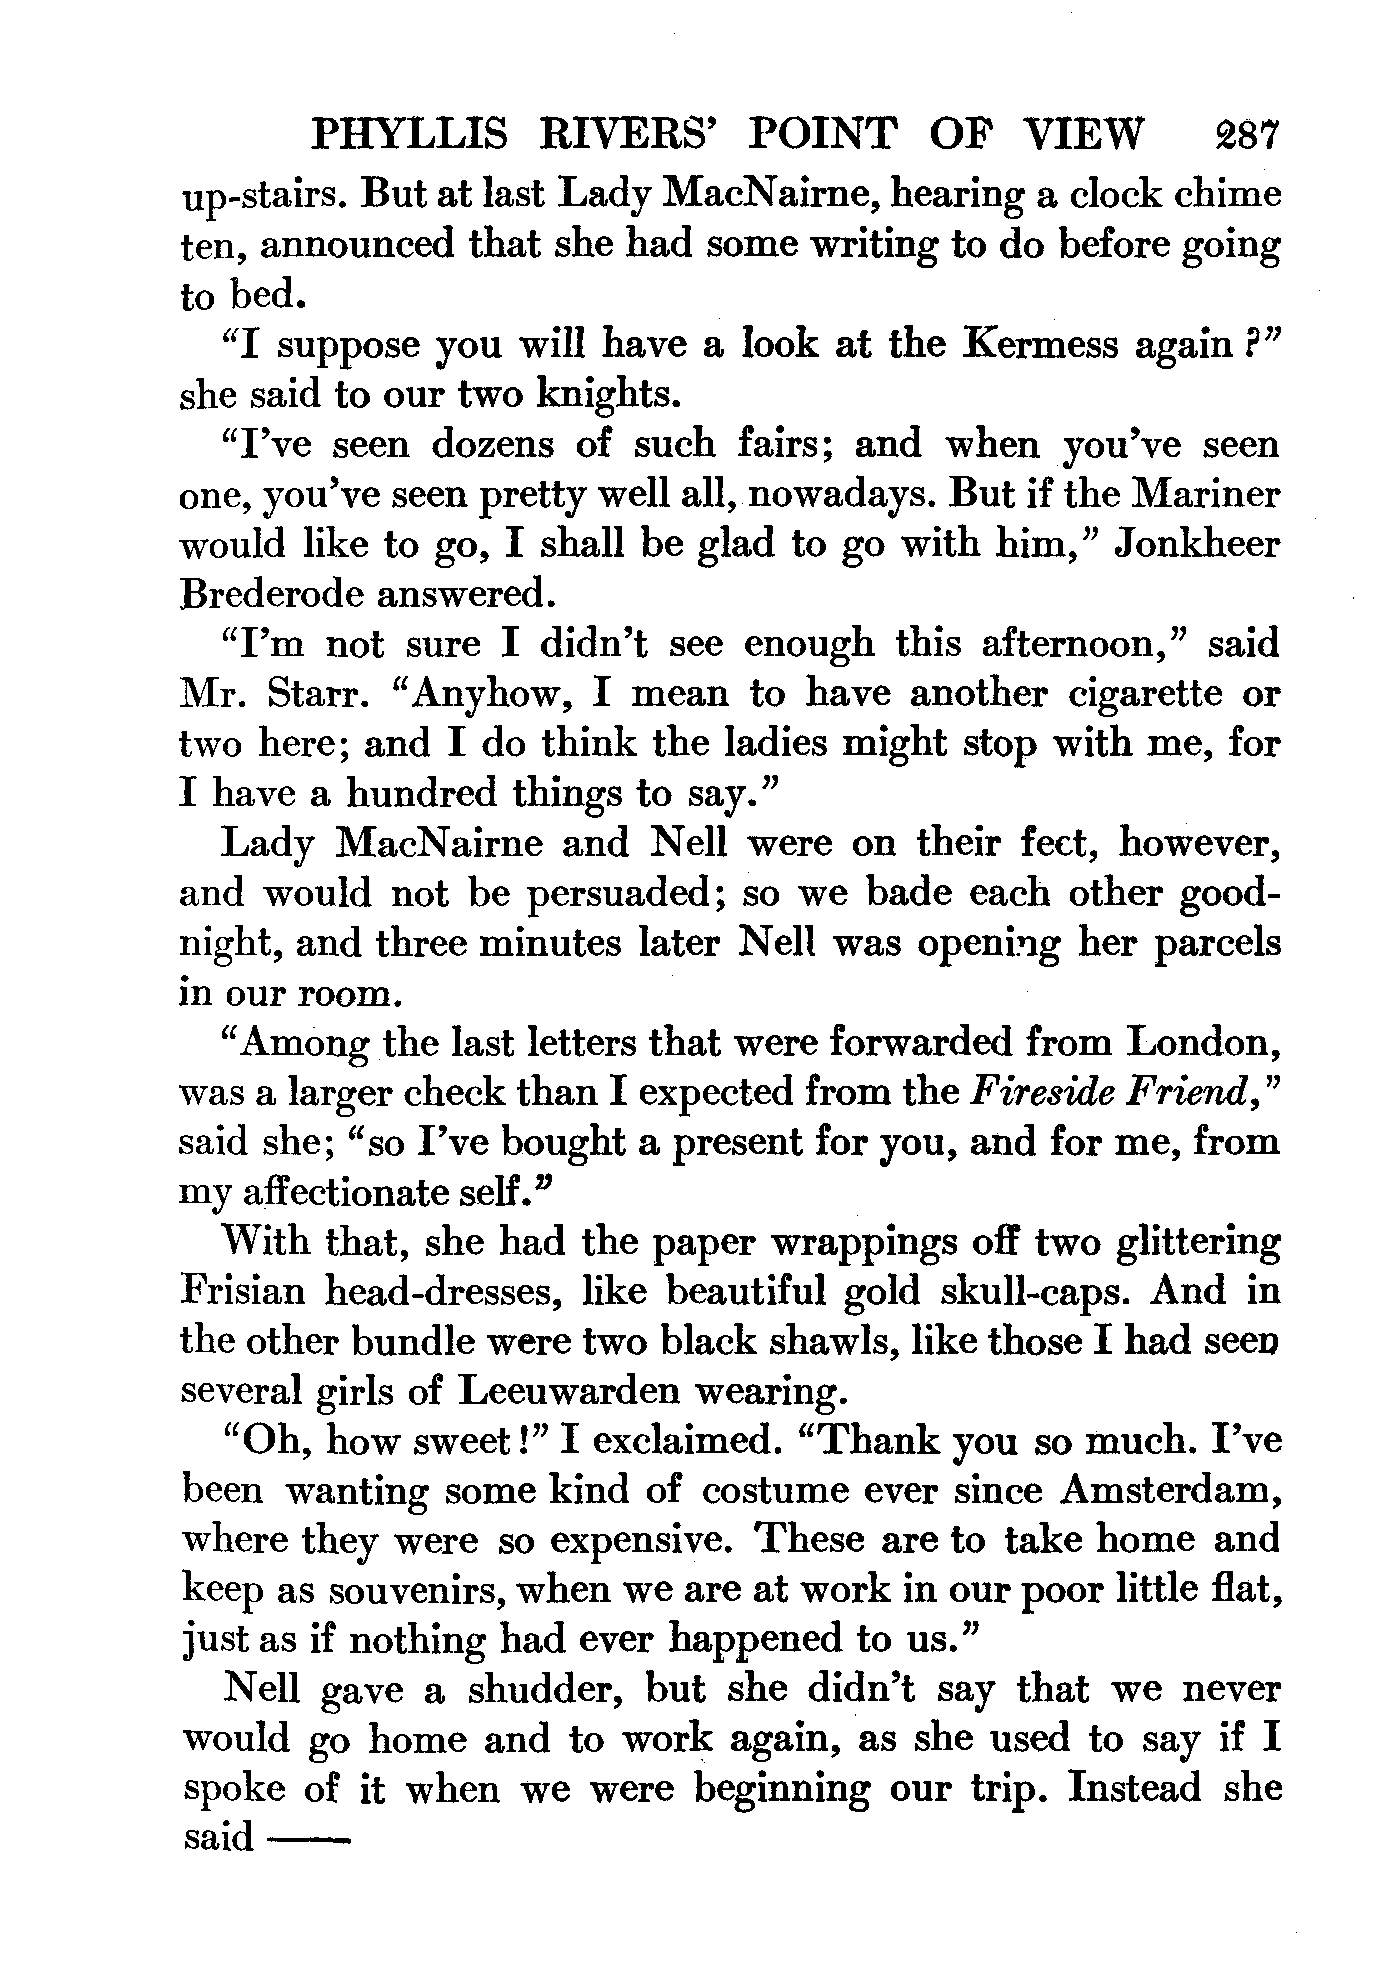 PHYLLIS RIVERS' POINT OF VIEW 287
up-stairs. But at last Lady MacNairne, hearing a clock chime
ten, announced that she had some writing to do before going
to bed.
"I suppose you will have a look at the Kermess again?"
she said to our two knights.
"I've seen dozens of such fairs; and when you've seen
one, you've seen pretty well all, nowadays. But if the Mariner
would like to go, I shall be glad to go with him," Jonkheer
Brederode answered.
"I'm not sure I didn't see enough this afternoon," said
Mr. Starr. "Anyhow, I mean to have another cigarette or
two here; and I do think the ladies might stop with me, for
I have a hundred things to say."
Lady MacNairne and Nell were on their feet, however,
and would not be persuaded; so we bade each other good-
night, and three minutes later Nell was opening her parcels
in our room.
"Among the last letters that were forwarded from London,
was a larger check than I expected from the Fireside Friend,"
said she; "so I've bought a present for you, and for me, from
my affectionate self."
With that, she had the paper wrappings off two glittering
Frisian head-dresses, like beautiful gold skull-caps. And in
the other bundle were two black shawls, like those I had seen
several girls of Leeuwarden wearing.
"Oh, how sweet!" I exclaimed. "Thank you so much. I've
been wanting some kind of costume ever since Amsterdam,
where they were so expensive. These are to take home and
keep as souvenirs, when we are at work in our poor little flat,
just as if nothing had ever happened to us."
Nell gave a shudder, but she didn't say that we never
would go home and to work again, as she used to say if I
spoke of it when we were beginning our trip. Instead she
said ——